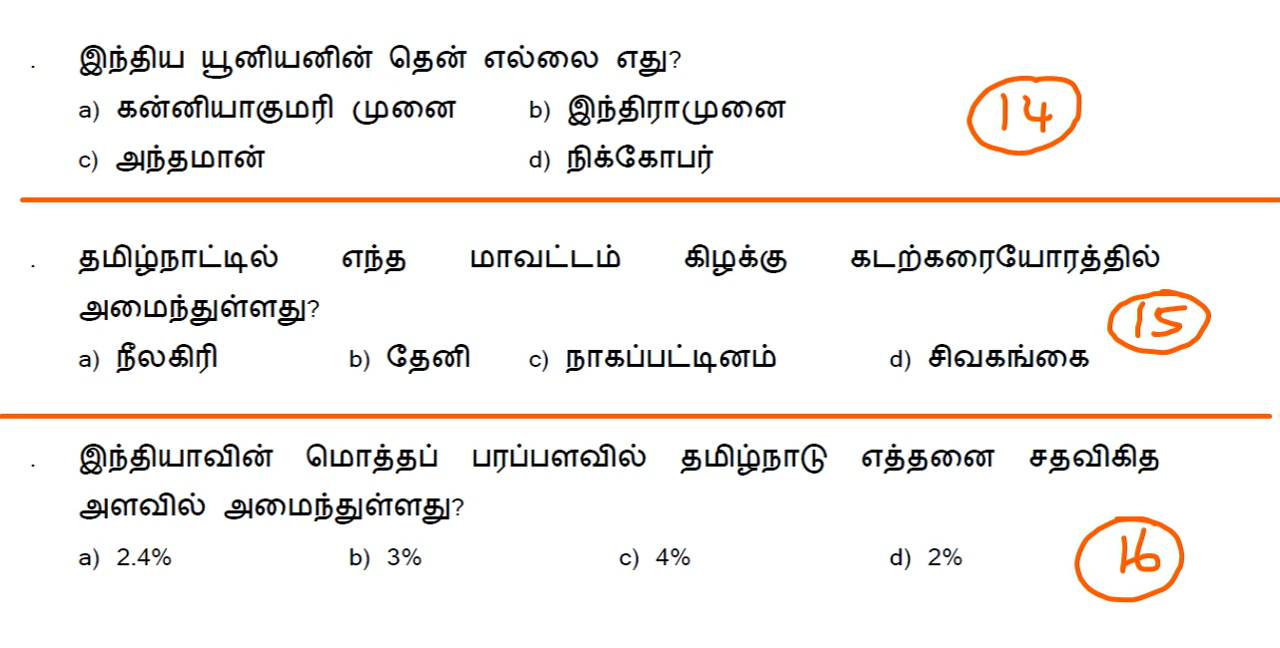 . இந்திய யூனியனின் தென் எல்லை எது?
a) கன்னியாகுமரி முனை b) இந்திராமுனை
14
c) அந்தமான் d) நிக்கோபர்
. தமிழ்நாட்டில் எந்த மாவட்டம் கிழக்கு கடற்கரையோரத்தில்
அமைந்துள்ளது?
15
a) நீலகிரி b) தேனி c) நாகப்பட்டினம் d) சிவகங்கை
. இந்தியாவின் மொத்தப் பரப்பளவில் தமிழ்நாடு எத்தனை சதவிகித
அளவில் அமைந்துள்ளது?
a) 2.4% b) 3% c) 4% d) 2%
16